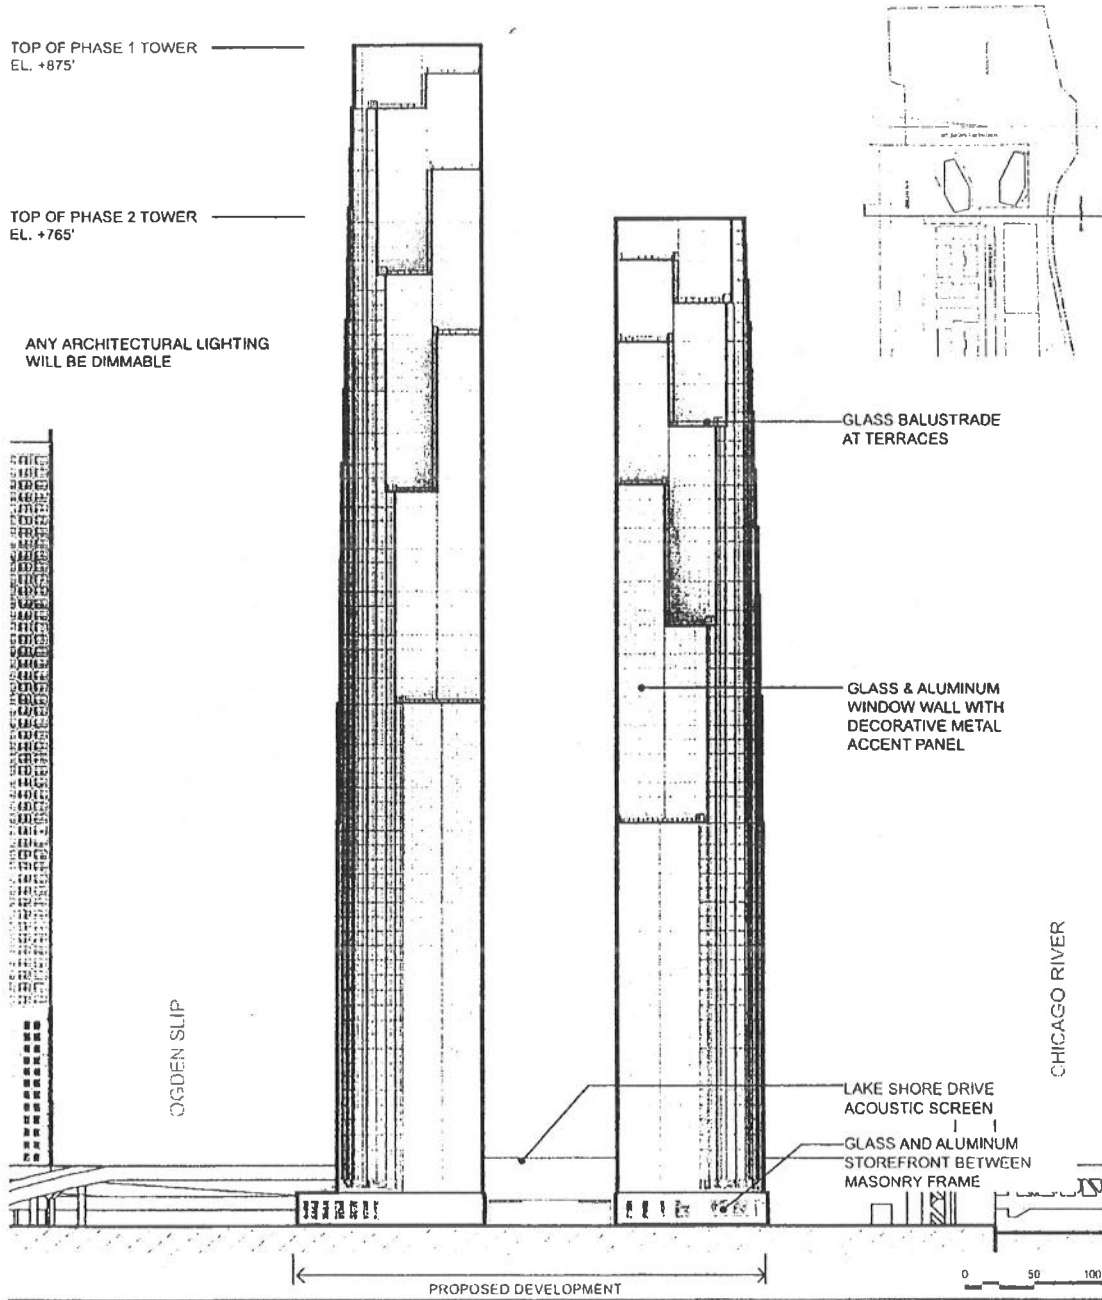 TOP OF PHASE 1 TOWER
EL. +875'
TOP OF PHASE 2 TOWER
EL. +765'
ANY ARCHITECTURAL LIGHTING
WILL BE DIMMABLE
GLASS BALUSTRADE
AT TERRACES
GLASS & ALUMINUM
WINDOW WALL WITH
DECORATIVE METAL
ACCENT PANEL
OGDEN SLIP
CHICAGO RIVER
LAKE SHORE DRIVE
ACOUSTIC SCREEN
GLASS AND ALUMINUM
STOREFRONT BETWEEN
MASONRY FRAME
PROPOSED DEVELOPMENT
0 50 100